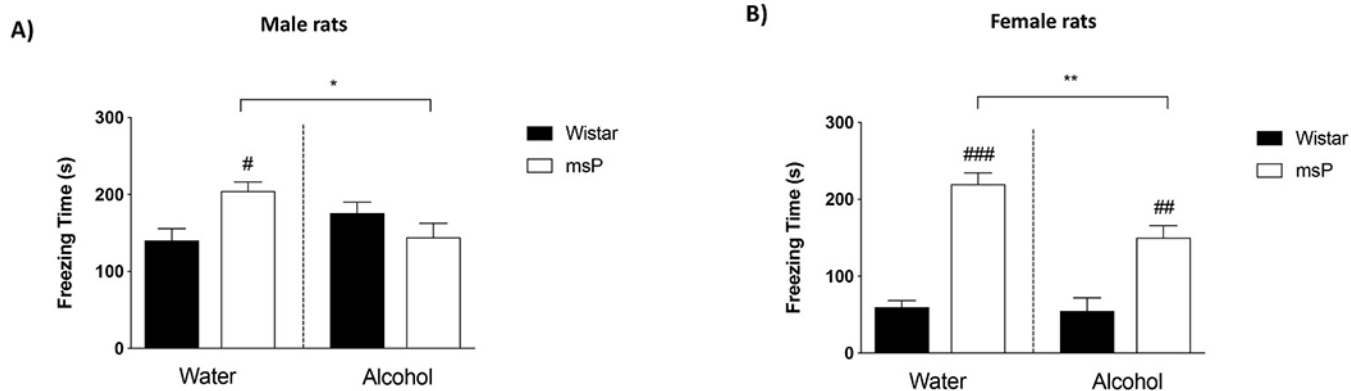 A)
Male rats
*
300
200
100
0
Freezing Time (s)
#
Water
Alcohol
Wistar
msP
B)
Female rats
**
300
200
100
0
Freezing Time (s)
###
##
Water
Alcohol
Wistar
msP